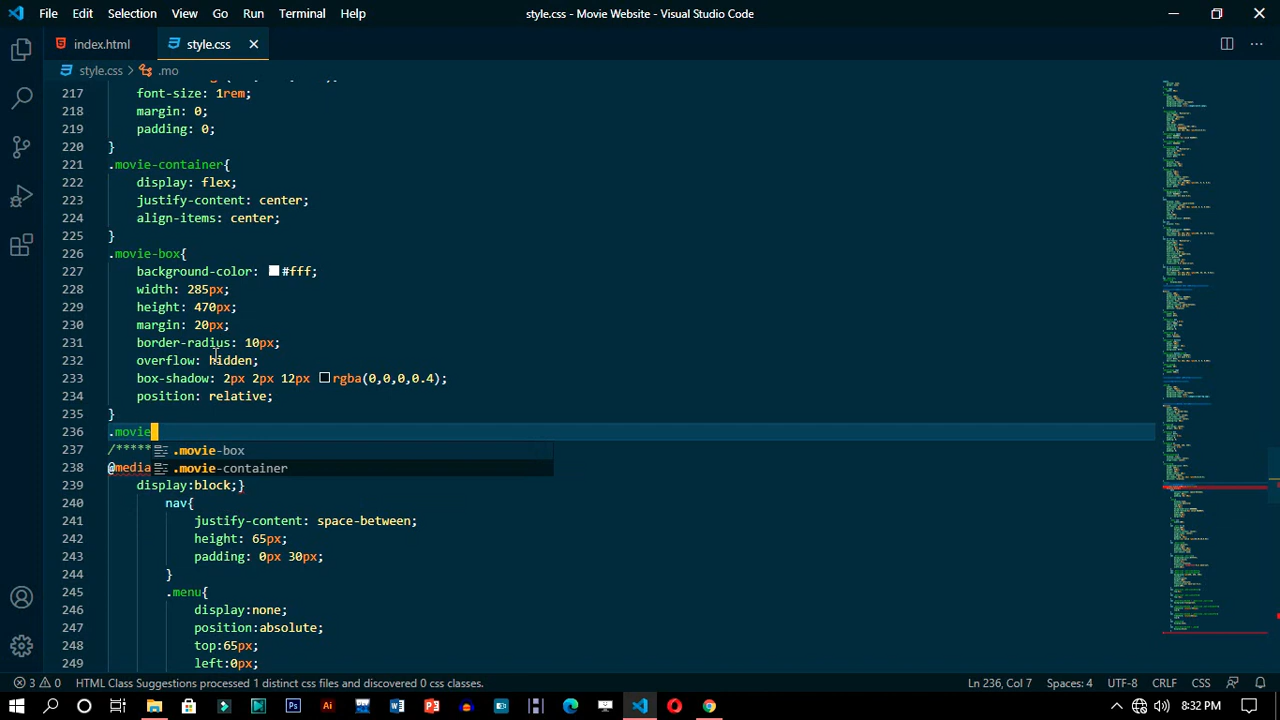 File Edit Selection View Go Run Terminal Help
style.css - Movie Website - Visual Studio Code
index.html
style.css
style.css > .mo
217 font-size: 1rem;
218 margin: 0;
219 padding: 0;
220 }
221 .movie-container{
222 display: flex;
223 justify-content: center;
224 align-items: center;
225 }
226 .movie-box{
227 background-color: #fff;
228 width: 285px;
229 height: 470px;
230 margin: 20px;
231 border-radius: 10px;
232 overflow: hidden;
233 box-shadow: 2px 2px 12px rgba(0,0,0,0.4);
234 position: relative;
235 }
236 .movie
237 /*****
.movie-box
238 @media
.movie-container
239 display:block;}
240 nav{
241 justify-content: space-between;
242 height: 65px;
243 padding: 0px 30px;
244 }
245 .menu{
246 display:none;
247 position:absolute;
248 top:65px;
249 left:0px;
3 0 HTML Class Suggestions processed 1 distinct css files and discovered 0 css classes.
Ln 236, Col 7 Spaces: 4 UTF-8 CRLF CSS
8:32 PM